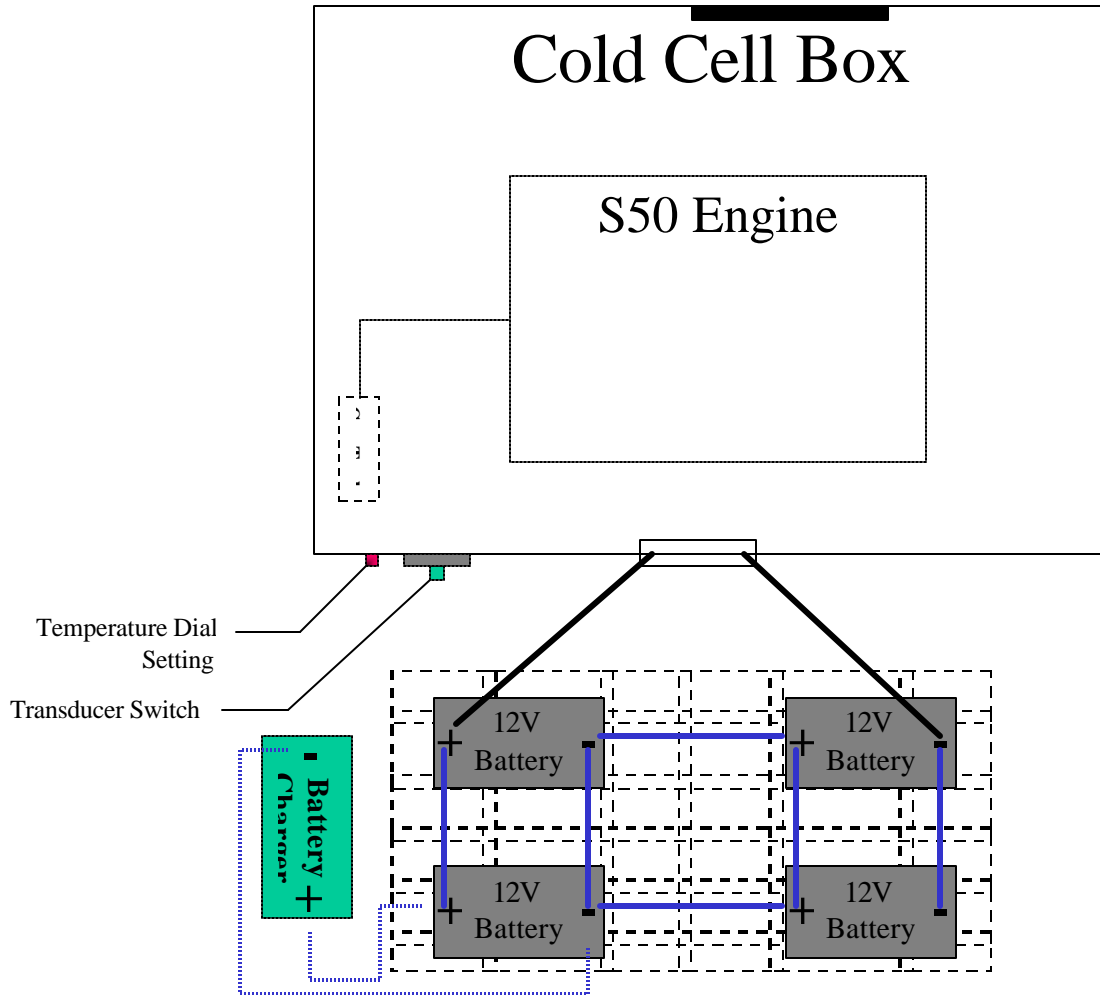 Cold Cell Box
S50 Engine
Temperature Dial
Setting
Transducer Switch
12V
Battery
+
-
12V
Battery
+
-
- Battery +
Charger
12V
Battery
+
-
12V
Battery
+
-